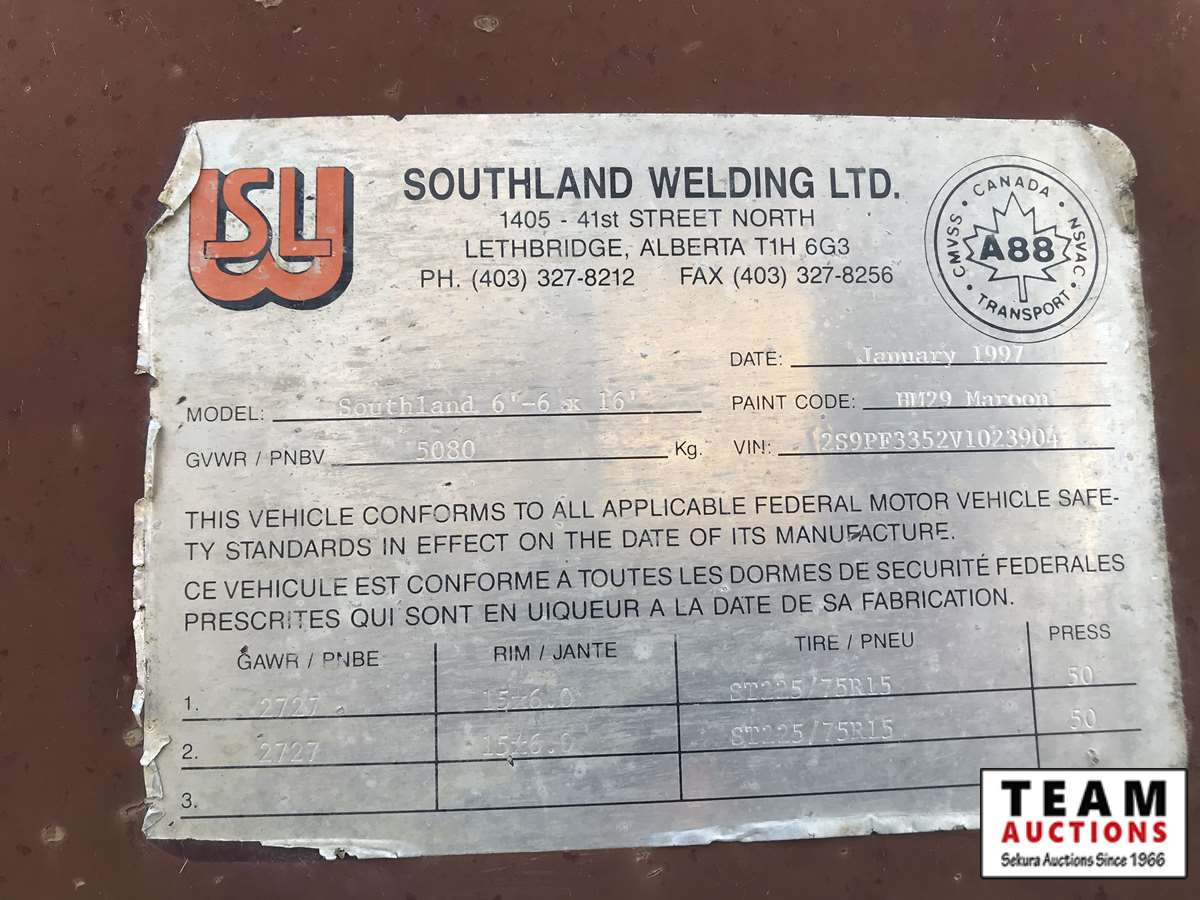 SLW
SOUTHLAND WELDING LTD.
1405 - 41st STREET NORTH
LETHBRIDGE, ALBERTA T1H 6G3
PH. (403) 327-8212 FAX (403) 327-8256
CANADA
CMVSS · NSVAC
A88
TRANSPORT
DATE: January 1997
MODEL: Southland 6'-6 x 16' PAINT CODE: HM29 Maroon
GVWR / PNBV 5080 Kg. VIN: 2S9PF3352V1023904
THIS VEHICLE CONFORMS TO ALL APPLICABLE FEDERAL MOTOR VEHICLE SAFE-
TY STANDARDS IN EFFECT ON THE DATE OF ITS MANUFACTURE.
CE VEHICULE EST CONFORME A TOUTES LES DORMES DE SECURITÉ FEDERALES
PRESCRITES QUI SONT EN UIQUEUR A LA DATE DE SA FABRICATION.
GAWR / PNBE RIM / JANTE TIRE / PNEU PRESS
1. 2727 15x6.0 ST225/75R15 50
2. 2727 15x6.0 ST225/75R15 50
3.
TEAM
AUCTIONS
Sekura Auctions Since 1966